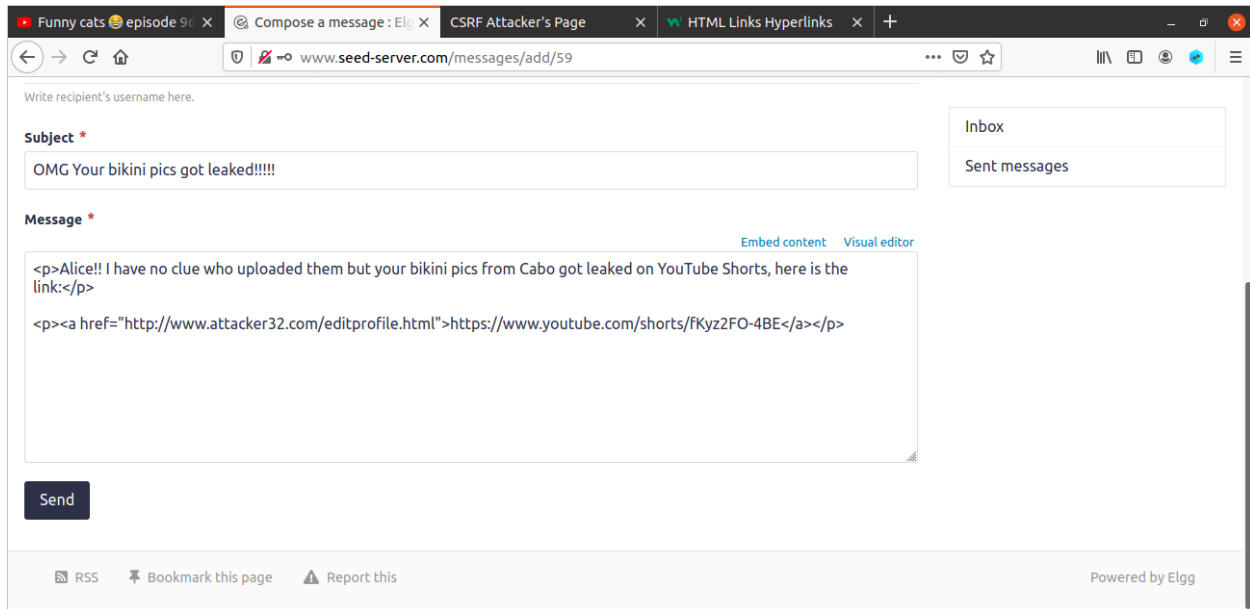 Funny cats 😂 episode 96
Compose a message : Elg
CSRF Attacker's Page
HTML Links Hyperlinks
www.seed-server.com/messages/add/59
Write recipient's username here.
Subject *
OMG Your bikini pics got leaked!!!!!
Message *
Embed content Visual editor
<p>Alice!! I have no clue who uploaded them but your bikini pics from Cabo got leaked on YouTube Shorts, here is the
link:</p>
<p><a href="http://www.attacker32.com/editprofile.html">https://www.youtube.com/shorts/fKyz2FO-4BE</a></p>
Send
Inbox
Sent messages
RSS Bookmark this page Report this
Powered by Elgg